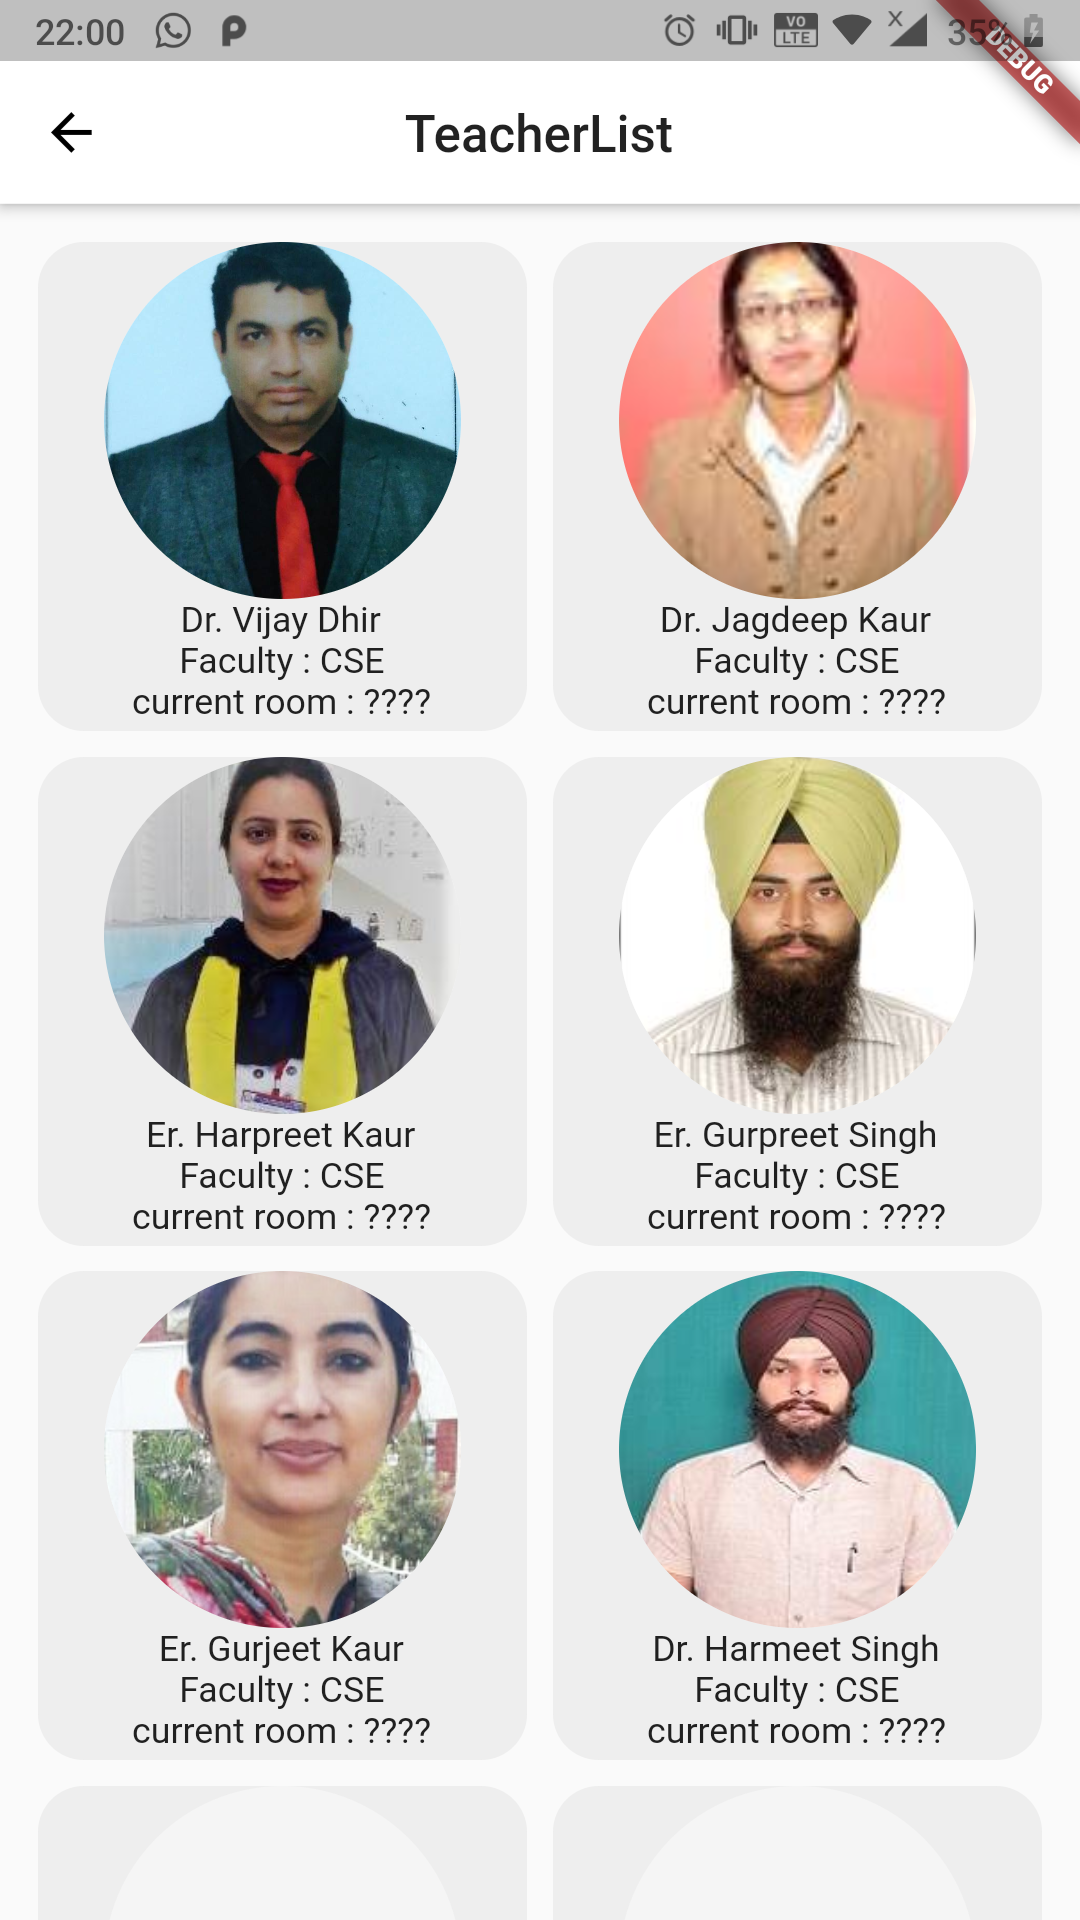 22:00
VO
LTE
X
35%
DEBUG
TeacherList
Dr. Vijay Dhir
Faculty : CSE
current room : ????
Dr. Jagdeep Kaur
Faculty : CSE
current room : ????
Er. Harpreet Kaur
Faculty : CSE
current room : ????
Er. Gurpreet Singh
Faculty : CSE
current room : ????
Er. Gurjeet Kaur
Faculty : CSE
current room : ????
Dr. Harmeet Singh
Faculty : CSE
current room : ????